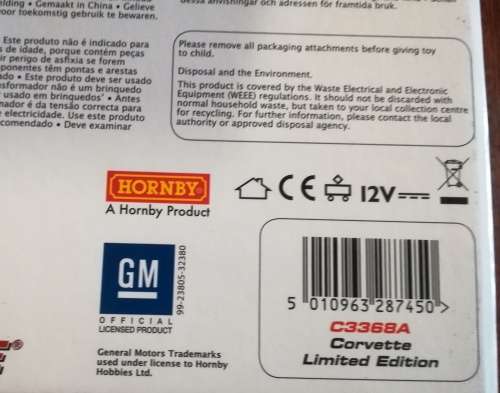 elding • Gemaakt in China • Gelieve
voor toekomstig gebruik te bewaren.
dessa anvisningar och adressen för framtida bruk.
Este produto não é indicado para
s de idade, porque contém peças
ir perigo de asfixia se forem
ponentes têm pontas e arestas
ado • Este produto deve ser usado
nsformador não é um brinquedo
usado em brinquedos' • Antes
nador é da tensão correcta para
e electricidade. Use este produto
comendado • Deve examinar
Please remove all packaging attachments before giving toy
to child.
Disposal and the Environment.
This product is covered by the Waste Electrical and Electronic
Equipment (WEEE) regulations. It should not be discarded with
normal household waste, but taken to your local collection centre
for recycling. For further information, please contact the local
authority or approved disposal agency.
HORNBY
A Hornby Product
CE 12V
GM
OFFICIAL
LICENSED PRODUCT
99-23805-32380
General Motors Trademarks
used under license to Hornby
Hobbies Ltd.
5 010963 287450 >
C3368A
Corvette
Limited Edition